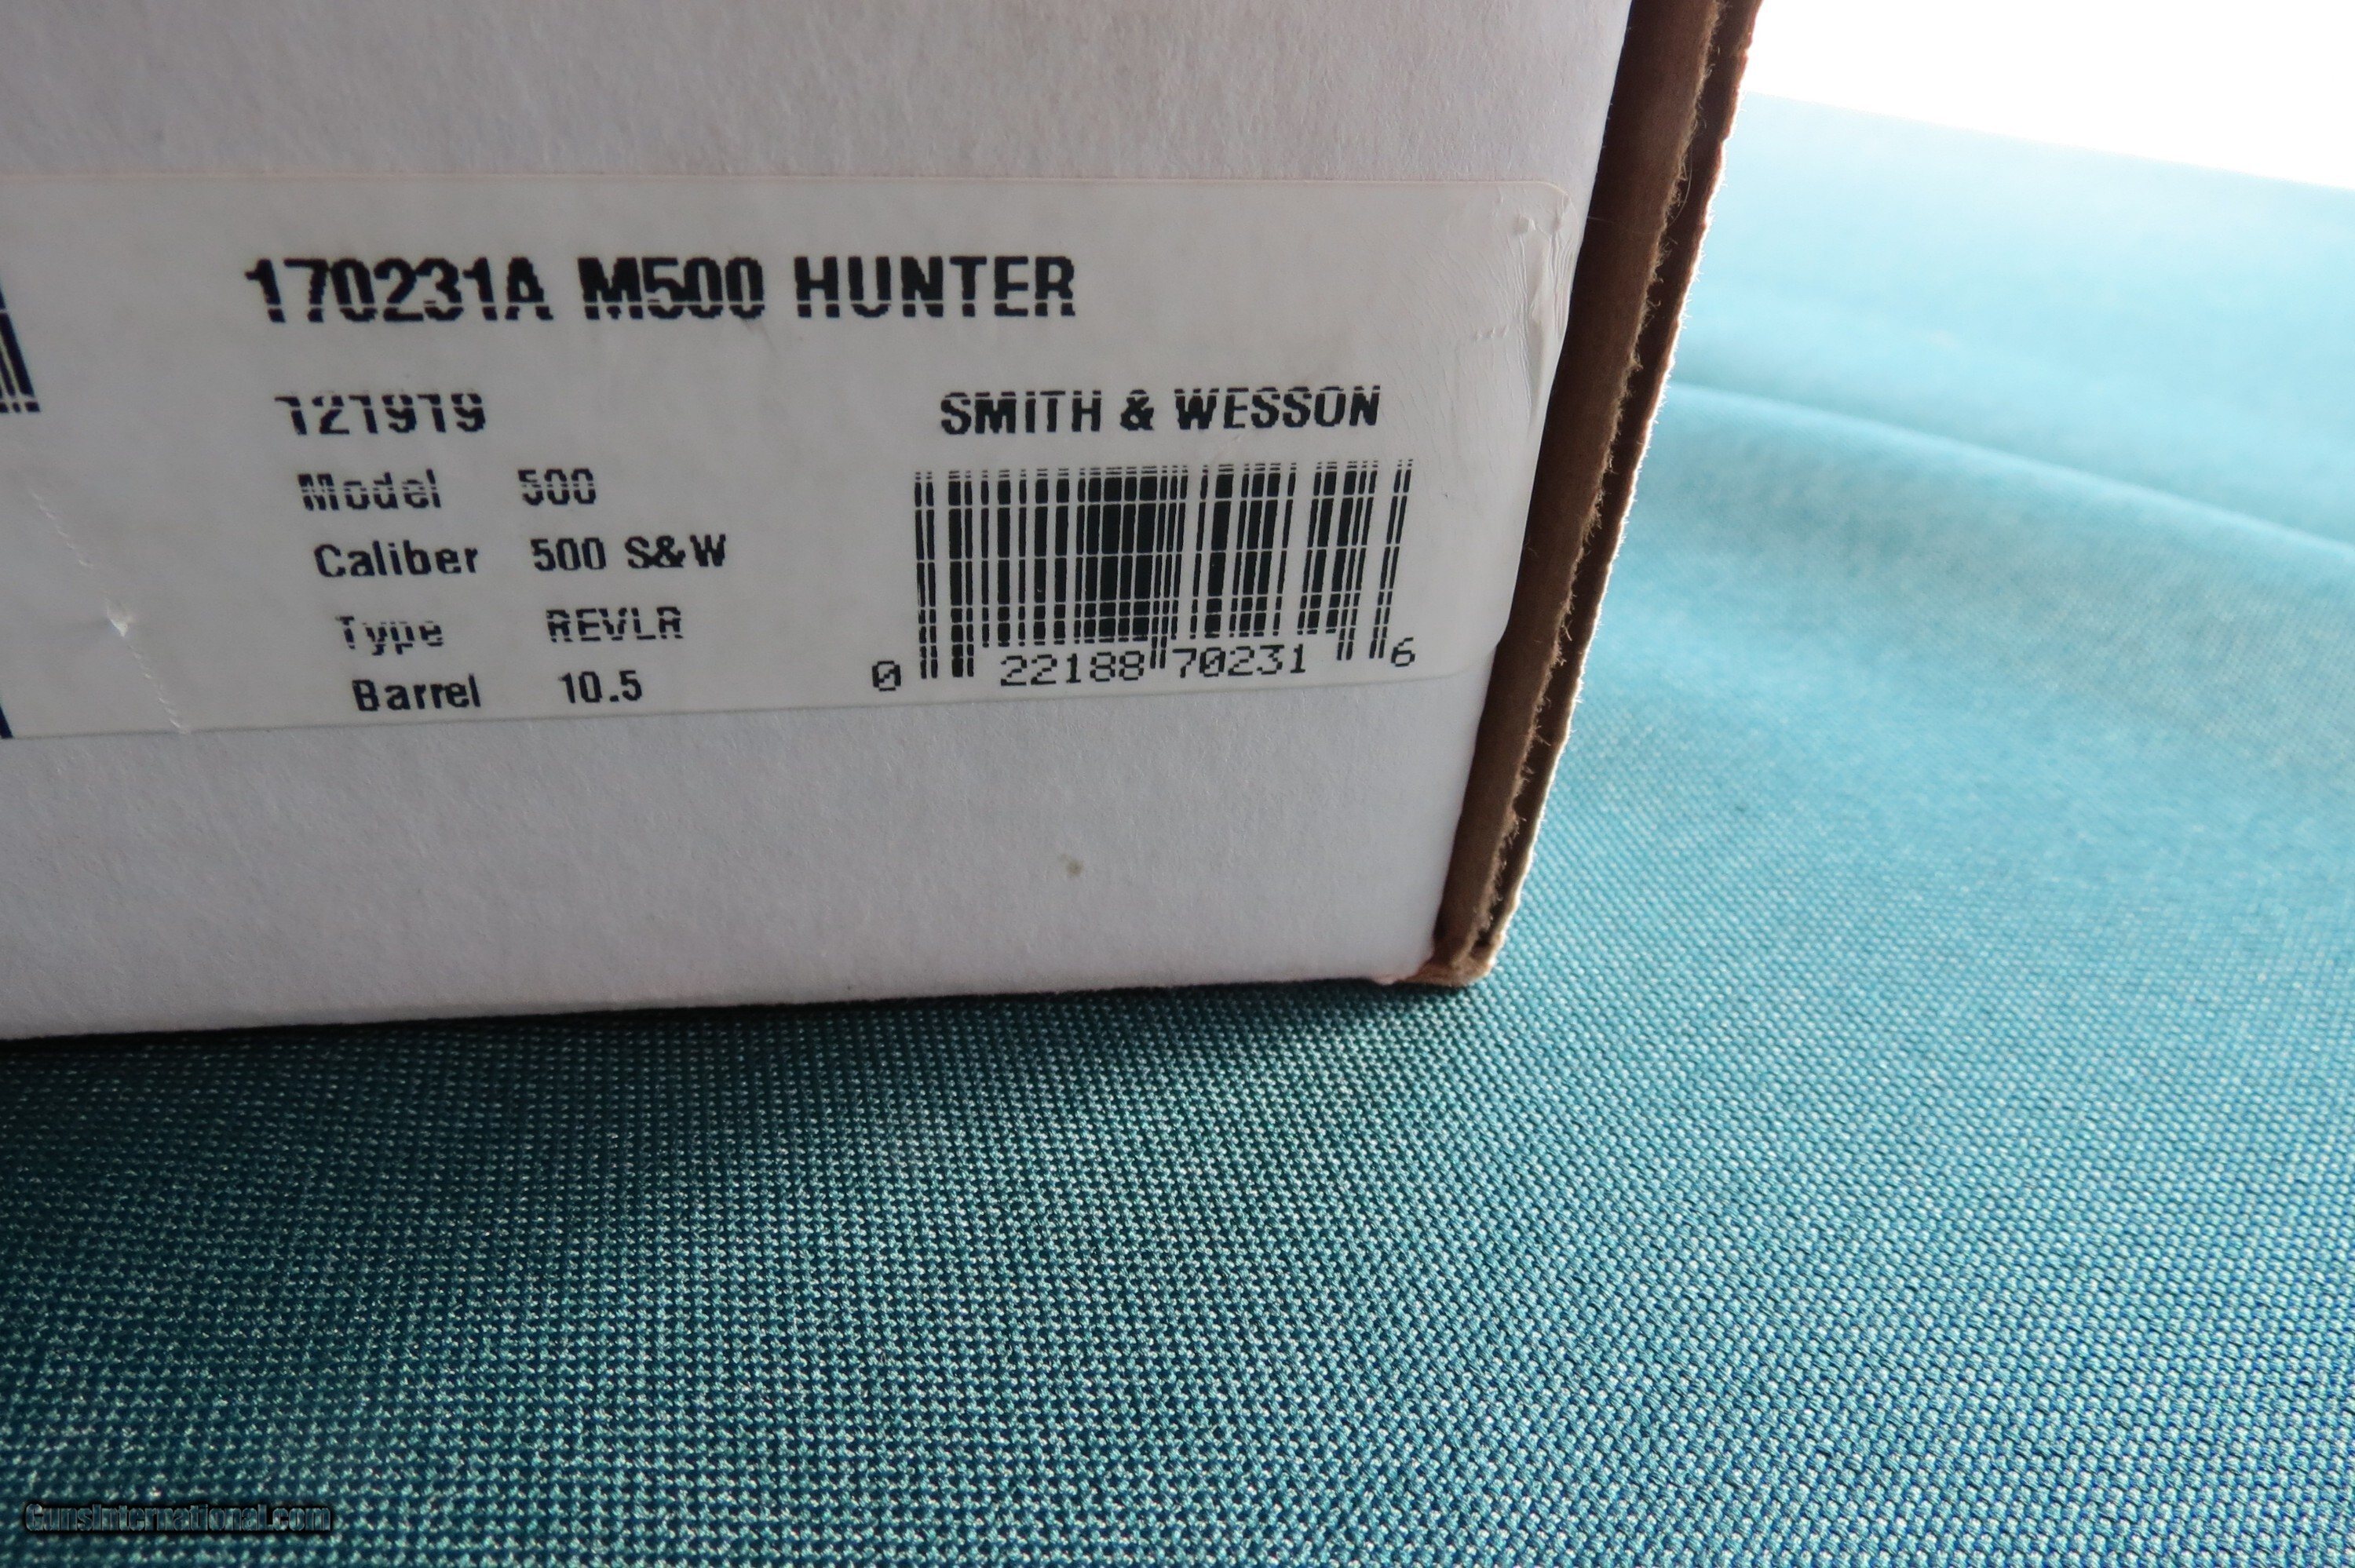 170231A M500 HUNTER
121919
SMITH & WESSON
Model 500
Caliber 500 S&W
Type REVLR
Barrel 10.5
0 22188 70231 6
GunsInternational.com